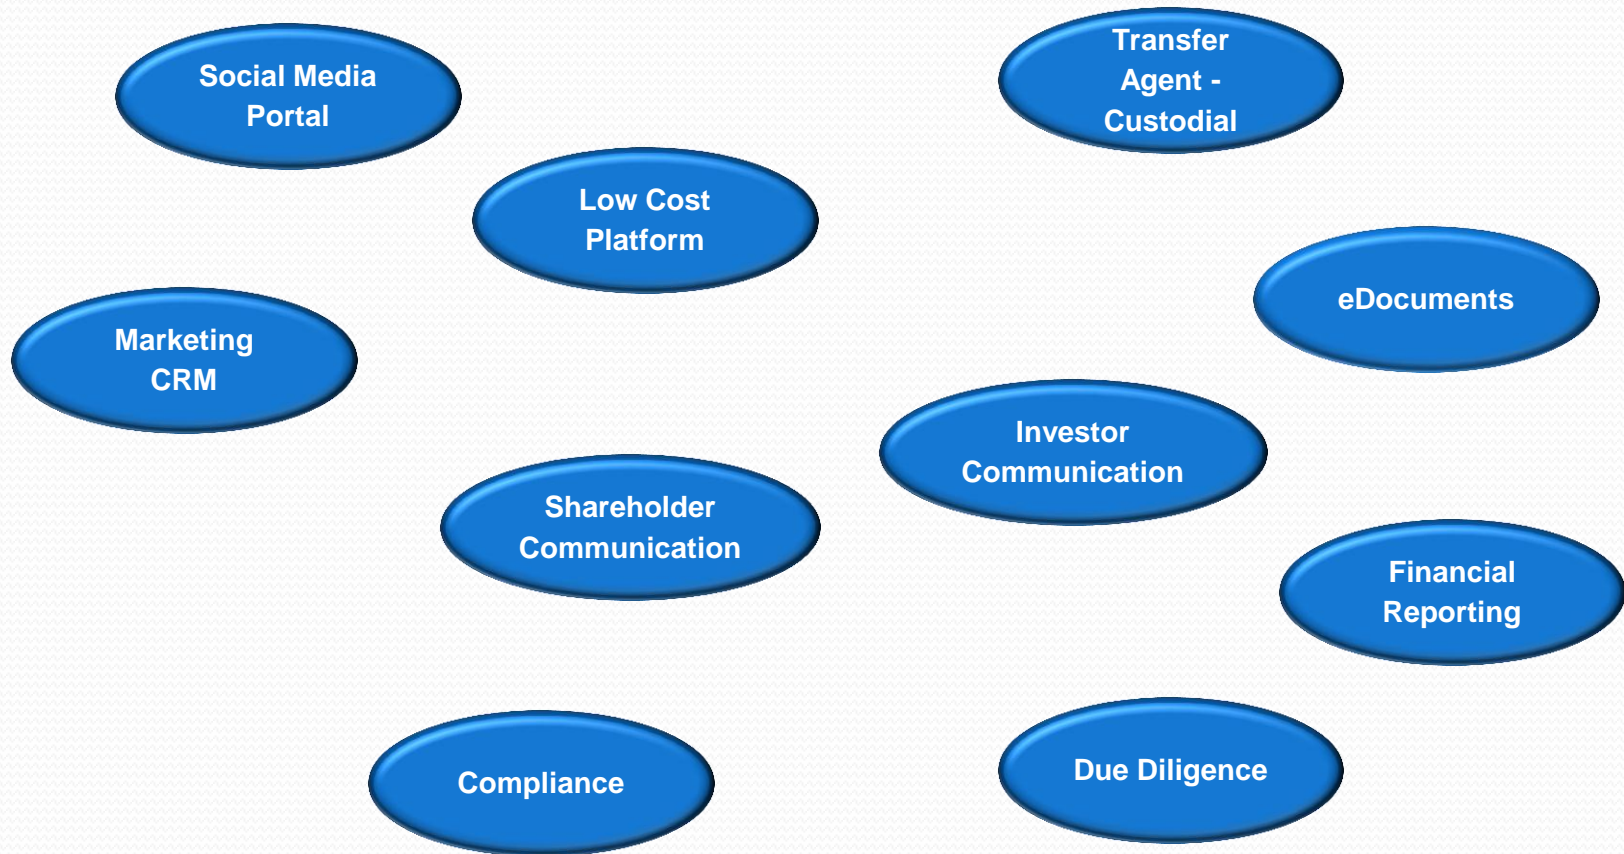 Social Media
Portal
Transfer
Agent -
Custodial
Low Cost
Platform
eDocuments
Marketing
CRM
Investor
Communication
Shareholder
Communication
Financial
Reporting
Compliance
Due Diligence